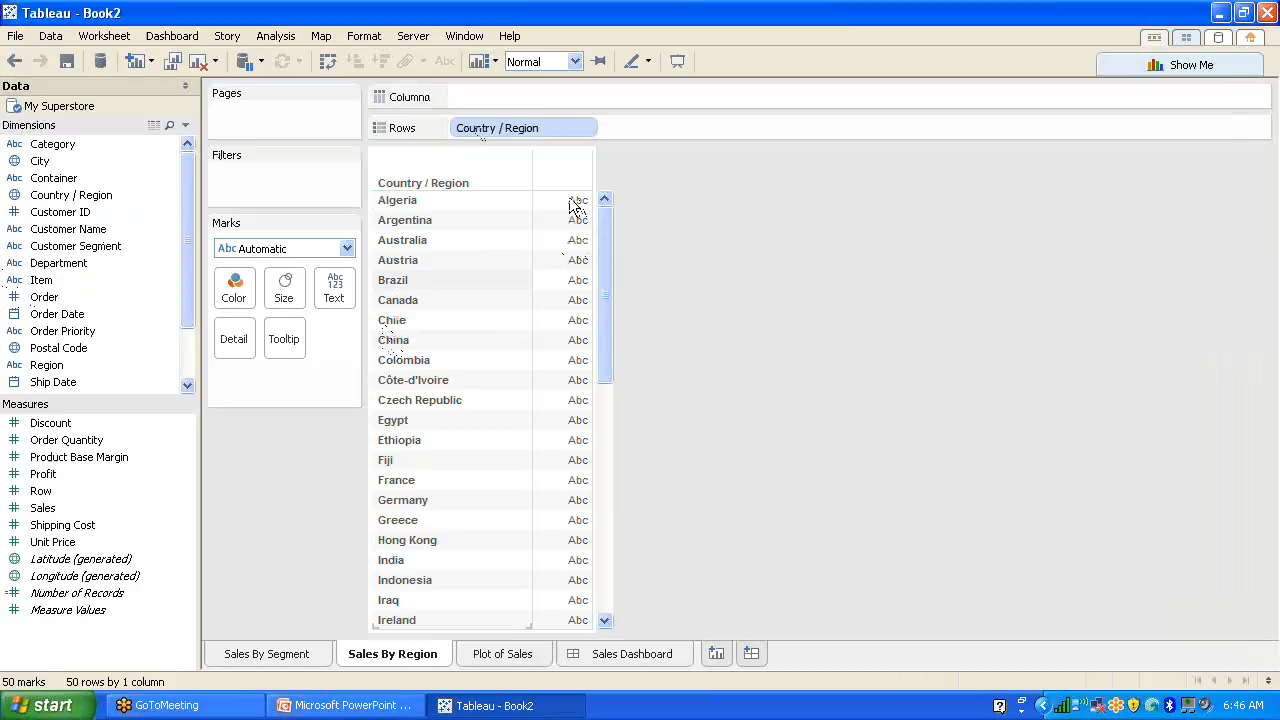 Tableau - Book2
File Data Worksheet Dashboard Story Analysis Map Format Server Window Help
Abc Normal
Show Me
Data
My Superstore
Dimensions
Abc Category
City
Abc Container
Country / Region
Abc Customer ID
Abc Customer Name
Abc Customer Segment
Abc Department
Abc Item
Order
Order Date
Abc Order Priority
Postal Code
Abc Region
Ship Date
Measures
Discount
Order Quantity
Product Base Margin
Profit
Row
Sales
Shipping Cost
Unit Price
Latitude (generated)
Longitude (generated)
Number of Records
Measure Values
Pages
Filters
Marks
Abc Automatic
Color Size Abc 123 Text
Detail Tooltip
Columns
Rows Country / Region
Country / Region
Algeria Abc
Argentina Abc
Australia Abc
Austria Abc
Brazil Abc
Canada Abc
Chile Abc
China Abc
Colombia Abc
Côte-d'Ivoire Abc
Czech Republic Abc
Egypt Abc
Ethiopia Abc
Fiji Abc
France Abc
Germany Abc
Greece Abc
Hong Kong Abc
India Abc
Indonesia Abc
Iraq Abc
Ireland Abc
Sales By Segment Sales By Region Plot of Sales Sales Dashboard
50 marks 50 rows by 1 column
start GoToMeeting Microsoft PowerPoint ... Tableau - Book2 6:46 AM